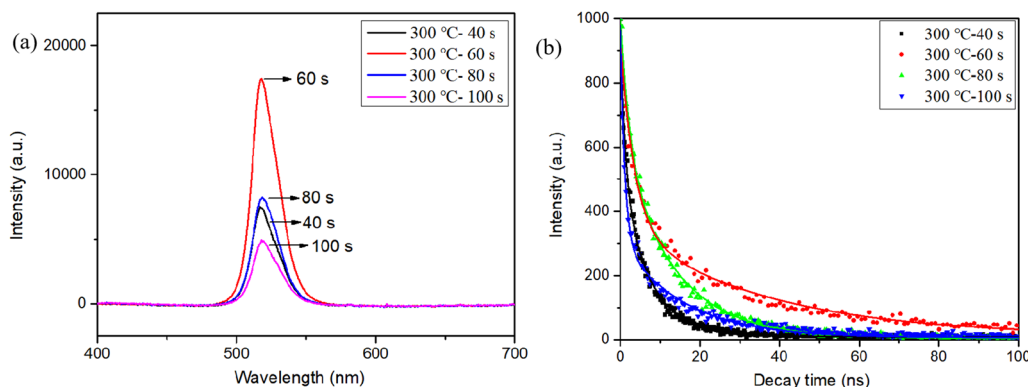 (a)
Intensity (a.u.)
20000
10000
0
300 °C- 40 s
300 °C- 60 s
300 °C- 80 s
300 °C- 100 s
60 s
80 s
40 s
100 s
400
500
600
700
Wavelength (nm)
(b)
Intensity (a.u.)
1000
800
600
400
200
0
300 °C-40 s
300 °C-60 s
300 °C-80 s
300 °C-100 s
0
20
40
60
80
100
Decay time (ns)